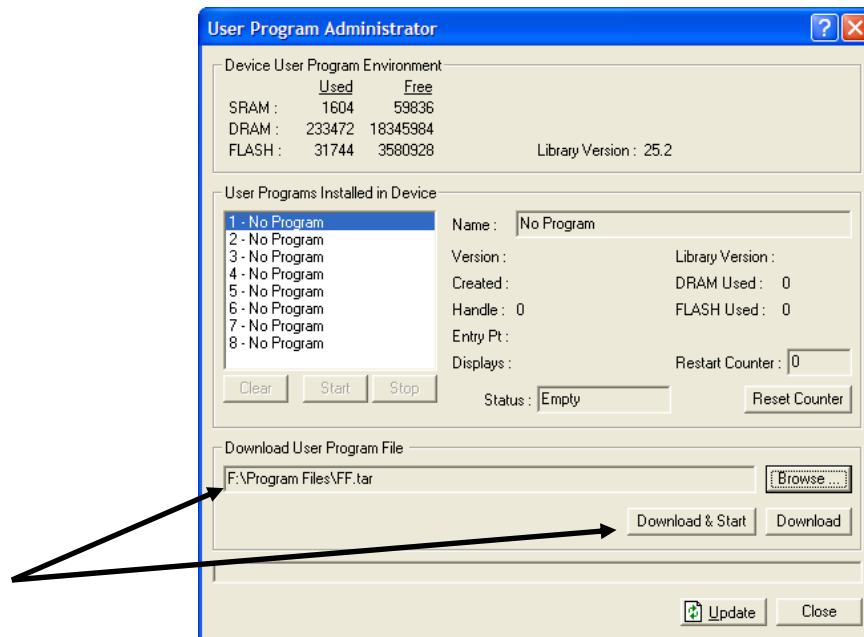 User Program Administrator
Device User Program Environment
Used Free
SRAM : 1604 59836
DRAM : 233472 18345984
FLASH : 31744 3580928 Library Version : 25.2
User Programs Installed in Device
1 - No Program
2 - No Program
3 - No Program
4 - No Program
5 - No Program
6 - No Program
7 - No Program
8 - No Program
Clear Start Stop
Name : No Program
Version : Library Version :
Created : DRAM Used : 0
Handle : 0 FLASH Used : 0
Entry Pt :
Displays : Restart Counter : 0
Status : Empty Reset Counter
Download User Program File
F:\Program Files\FF.tar Browse ...
Download & Start Download
Update Close